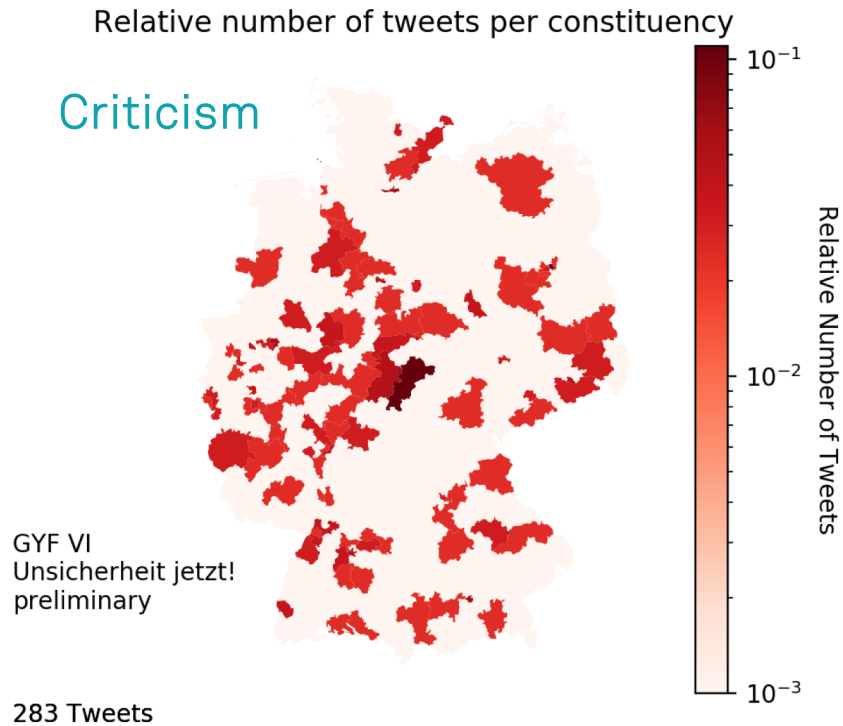 Relative number of tweets per constituency
Criticism
10⁻¹
10⁻²
10⁻³
Relative Number of Tweets
GYF VI
Unsicherheit jetzt!
preliminary
283 Tweets